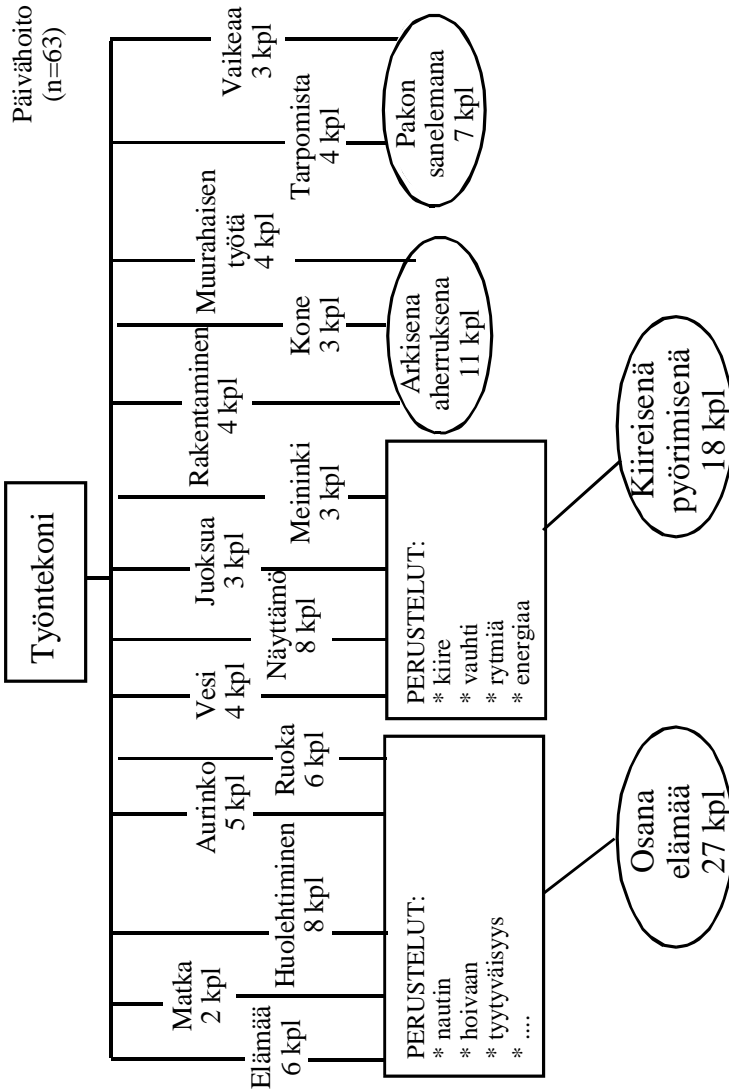 Päivähoito
(n=63)
Työntekoni
Elämää
6 kpl
Matka
2 kpl
Huolehtiminen
8 kpl
Aurinko
5 kpl
Ruoka
6 kpl
Vesi
4 kpl
Näyttämö
8 kpl
Juoksua
3 kpl
Meininki
3 kpl
Rakentaminen
4 kpl
Kone
3 kpl
Muurahaisen
työtä
4 kpl
Tarpomista
4 kpl
Vaikeaa
3 kpl
PERUSTELUT:
* nautin
* hoivaan
* tyytyväisyys
* ....
PERUSTELUT:
* kiire
* vauhti
* rytmiä
* energiaa
Arkisena
aherruksena
11 kpl
Pakon
sanelemana
7 kpl
Osana
elämää
27 kpl
Kiireisenä
pyörimisenä
18 kpl